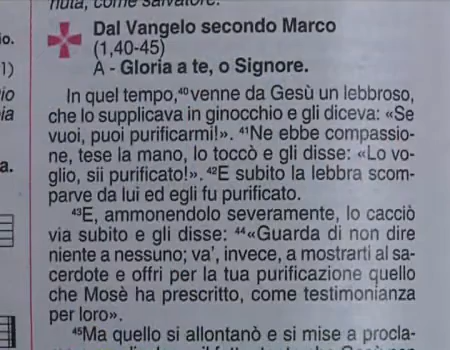 nuta, come salvatore.
Dal Vangelo secondo Marco
(1,40-45)
A - Gloria a te, o Signore.
In quel tempo,⁴⁰venne da Gesù un lebbroso,
che lo supplicava in ginocchio e gli diceva: «Se
vuoi, puoi purificarmi!». ⁴¹Ne ebbe compassio-
ne, tese la mano, lo toccò e gli disse: «Lo vo-
glio, sii purificato!». ⁴²E subito la lebbra scom-
parve da lui ed egli fu purificato.
⁴³E, ammonendolo severamente, lo cacciò
via subito e gli disse: ⁴⁴«Guarda di non dire
niente a nessuno; va’, invece, a mostrarti al sa-
cerdote e offri per la tua purificazione quello
che Mosè ha prescritto, come testimonianza
per loro».
⁴⁵Ma quello si allontanò e si mise a procla-